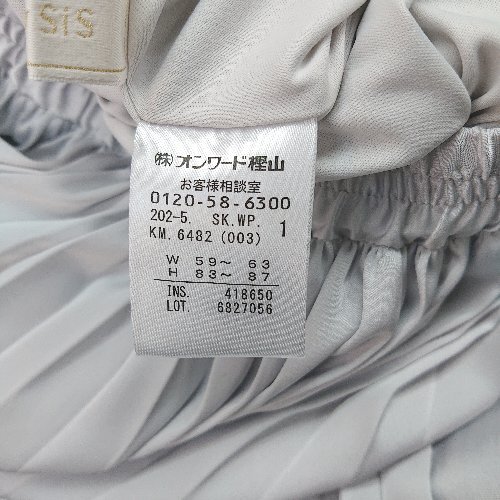 SiS
(株)オンワード樫山
お客様相談室
0120-58-6300
202-5. SK.WP. 1
KM.6482 (003)
W 59～ 63
H 83～ 87
INS. 418650
LOT. 6827056